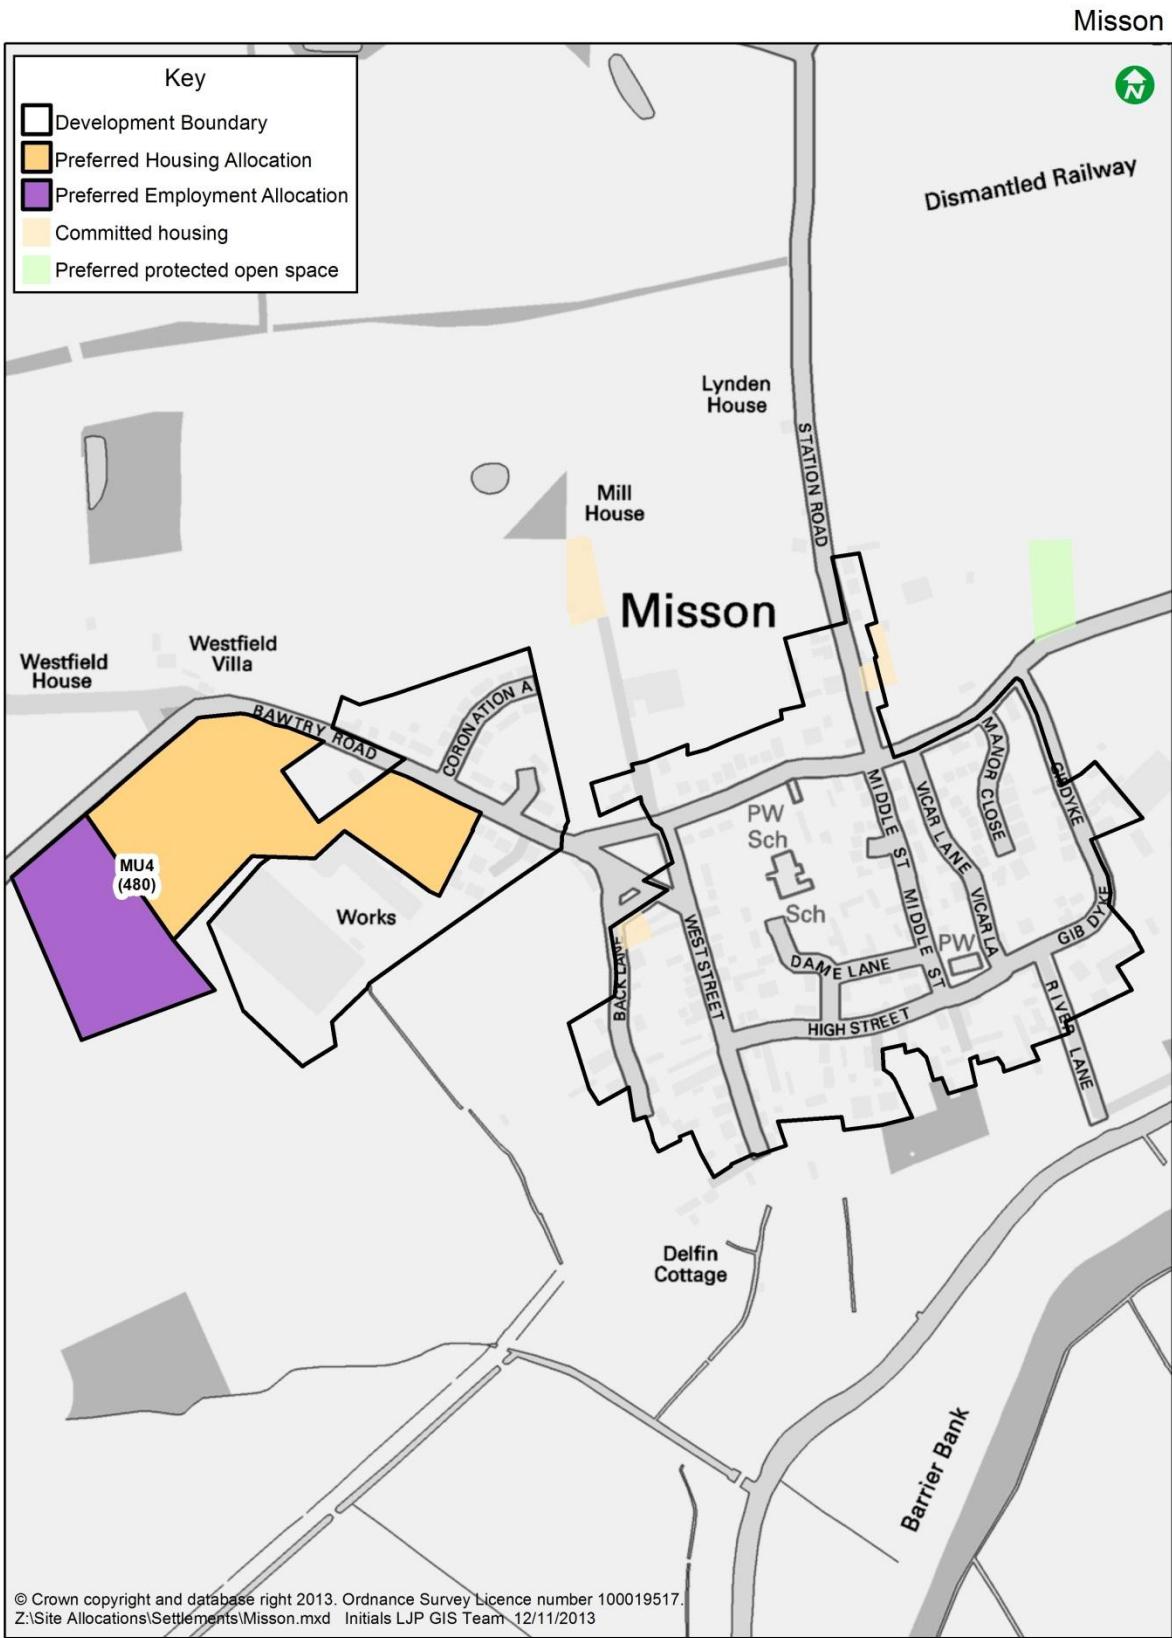 Misson
Key
Development Boundary
Preferred Housing Allocation
Preferred Employment Allocation
Committed housing
Preferred protected open space
N
Dismantled Railway
Lynden
House
STATION ROAD
Mill
House
Misson
Westfield
House
Westfield
Villa
BAWTRY ROAD
CORONATION A
MU4
(480)
Works
PW
Sch
Sch
MIDDLE ST
MIDDLE ST
VICAR LANE
VICAR LA
MANOR CLOSE
GIBDYKE
GIB DYKE
PW
DAME LANE
WEST STREET
BACK LANE
HIGH STREET
RIVER LANE
Delfin
Cottage
Barrier Bank
© Crown copyright and database right 2013. Ordnance Survey Licence number 100019517.
Z:\Site Allocations\Settlements\Misson.mxd Initials LJP GIS Team 12/11/2013